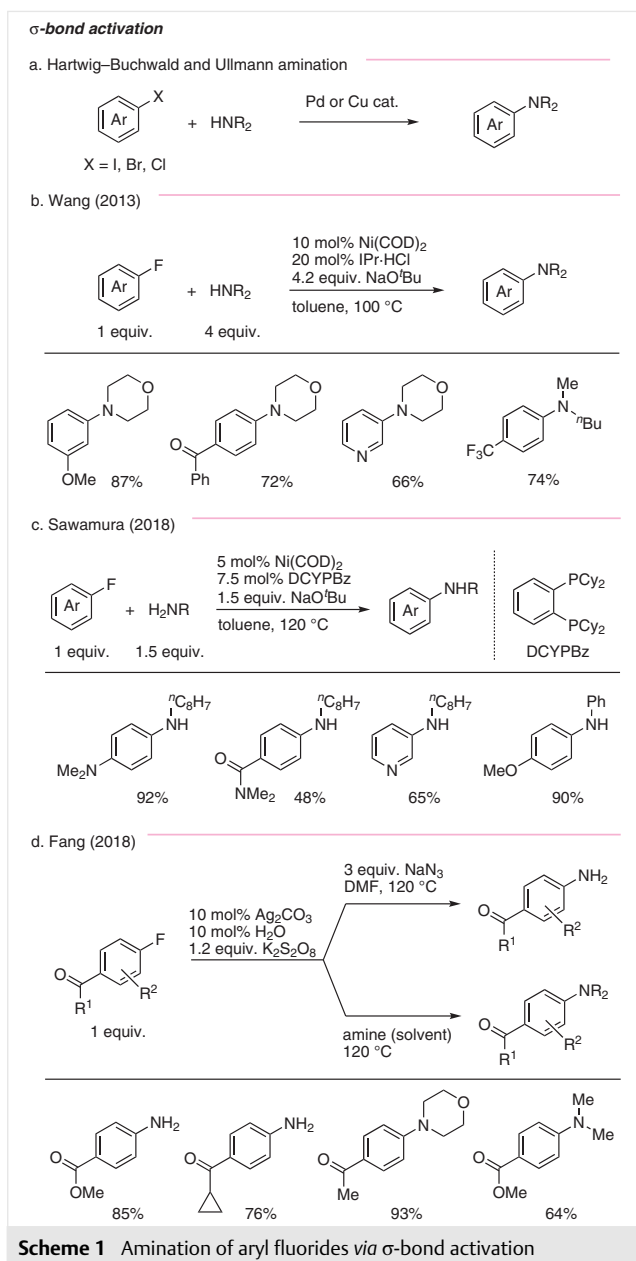 σ-bond activation
a. Hartwig–Buchwald and Ullmann amination
X
Ar
+ HNR2
Pd or Cu cat.
NR2
Ar
X = I, Br, Cl
b. Wang (2013)
F
Ar
+ HNR2
1 equiv. 4 equiv.
10 mol% Ni(COD)2
20 mol% IPr·HCl
4.2 equiv. NaOtBu
toluene, 100 °C
NR2
Ar
O
N
OMe
87%
O
N
O
Ph
72%
O
N
N
66%
Me
N
nBu
F3C
74%
c. Sawamura (2018)
F
Ar
+ H2NR
1 equiv. 1.5 equiv.
5 mol% Ni(COD)2
7.5 mol% DCYPBz
1.5 equiv. NaOtBu
toluene, 120 °C
NHR
Ar
PCy2
PCy2
DCYPBz
nC8H7
NH
Me2N
92%
nC8H7
NH
O
NMe2
48%
nC8H7
NH
N
65%
Ph
NH
MeO
90%
d. Fang (2018)
F
O
R1
R2
1 equiv.
10 mol% Ag2CO3
10 mol% H2O
1.2 equiv. K2S2O8
3 equiv. NaN3
DMF, 120 °C
NH2
O
R1
R2
amine (solvent)
120 °C
NR2
O
R1
R2
NH2
O
OMe
85%
NH2
O
76%
O
N
O
Me
93%
Me
N
Me
O
OMe
64%
Scheme 1 Amination of aryl fluorides via σ-bond activation